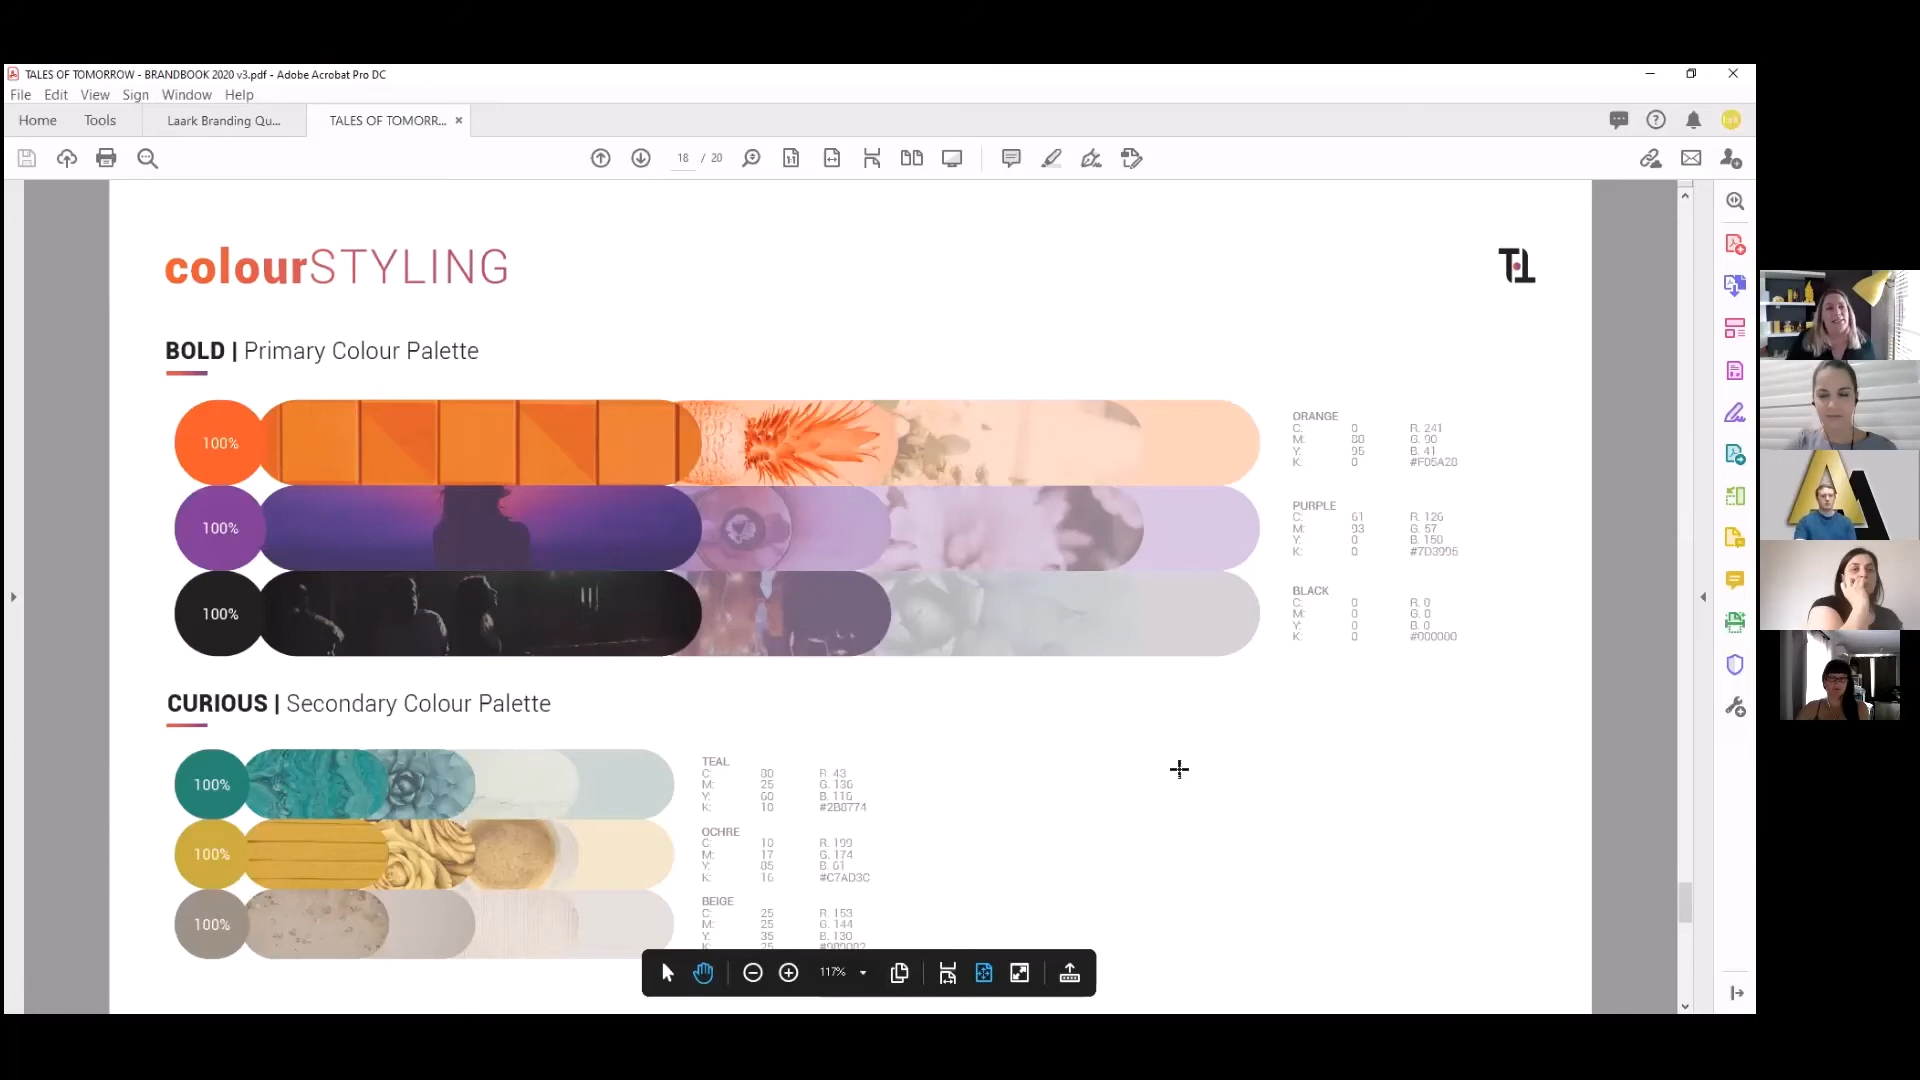 TALES OF TOMORROW - BRANDBOOK 2020 v3.pdf - Adobe Acrobat Pro DC
File Edit View Sign Window Help
Home Tools Laark Branding Qu... TALES OF TOMORR... ×
18 / 20
colourSTYLING
BOLD | Primary Colour Palette
100%
ORANGE
C: 0 R. 241
M: 80 G. 90
Y: 95 B. 41
K: 0 #F05A28
100%
PURPLE
C: 61 R. 126
M: 93 G. 57
Y: 0 B. 150
K: 0 #7D3995
100%
BLACK
C: 0 R. 0
M: 0 G. 0
Y: 0 B. 0
K: 0 #000000
CURIOUS | Secondary Colour Palette
100%
TEAL
C: 80 R. 43
M: 25 G. 136
Y: 60 B. 116
K: 10 #2B8774
100%
OCHRE
C: 10 R. 199
M: 17 G. 174
Y: 85 B. 61
K: 16 #C7AD3C
100%
BEIGE
C: 25 R. 153
M: 25 G. 144
Y: 35 B. 130
K: 25
117%